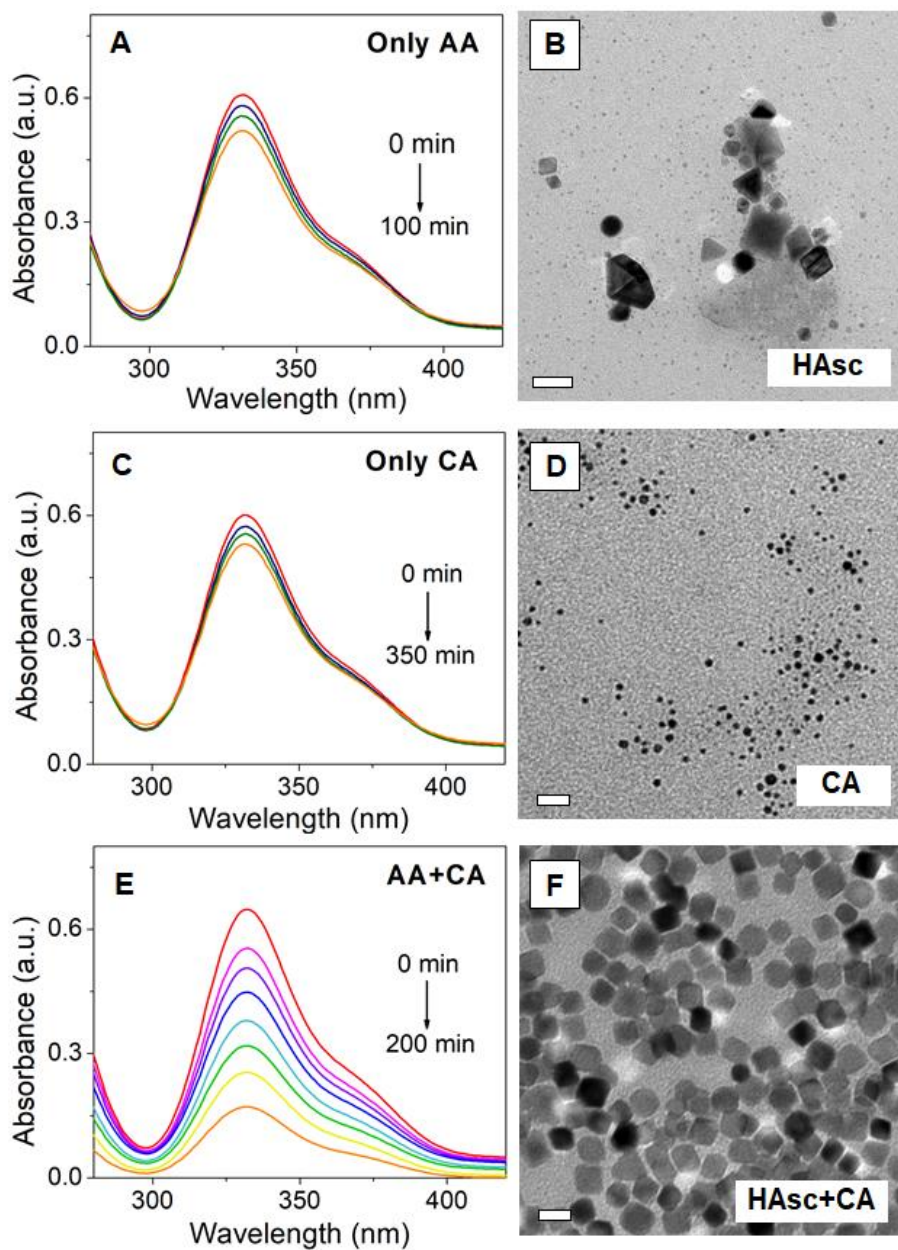 A
Only AA
0.6
0.3
0.0
Absorbance (a.u.)
0 min
100 min
300
350
400
Wavelength (nm)
B
HAsc
C
Only CA
0.6
0.3
0.0
Absorbance (a.u.)
0 min
350 min
300
350
400
Wavelength (nm)
D
CA
E
AA+CA
0.6
0.3
0.0
Absorbance (a.u.)
0 min
200 min
300
350
400
Wavelength (nm)
F
HAsc+CA